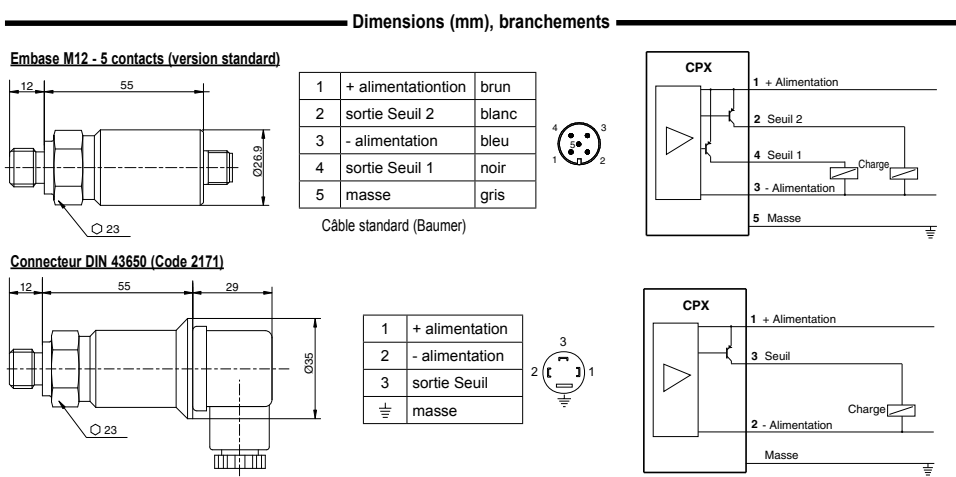 Dimensions (mm), branchements
Embase M12 - 5 contacts (version standard)
12
55
Ø26.9
23
1 + alimentationtion brun
2 sortie Seuil 2 blanc
3 - alimentation bleu
4 sortie Seuil 1 noir
5 masse gris
Câble standard (Baumer)
4 3
5
1 2
CPX
1 + Alimentation
2 Seuil 2
4 Seuil 1
Charge
3 - Alimentation
5 Masse
Connecteur DIN 43650 (Code 2171)
12
55
29
Ø35
23
1 + alimentation
2 - alimentation
3 sortie Seuil
masse
3
2 1
CPX
1 + Alimentation
3 Seuil
Charge
2 - Alimentation
Masse